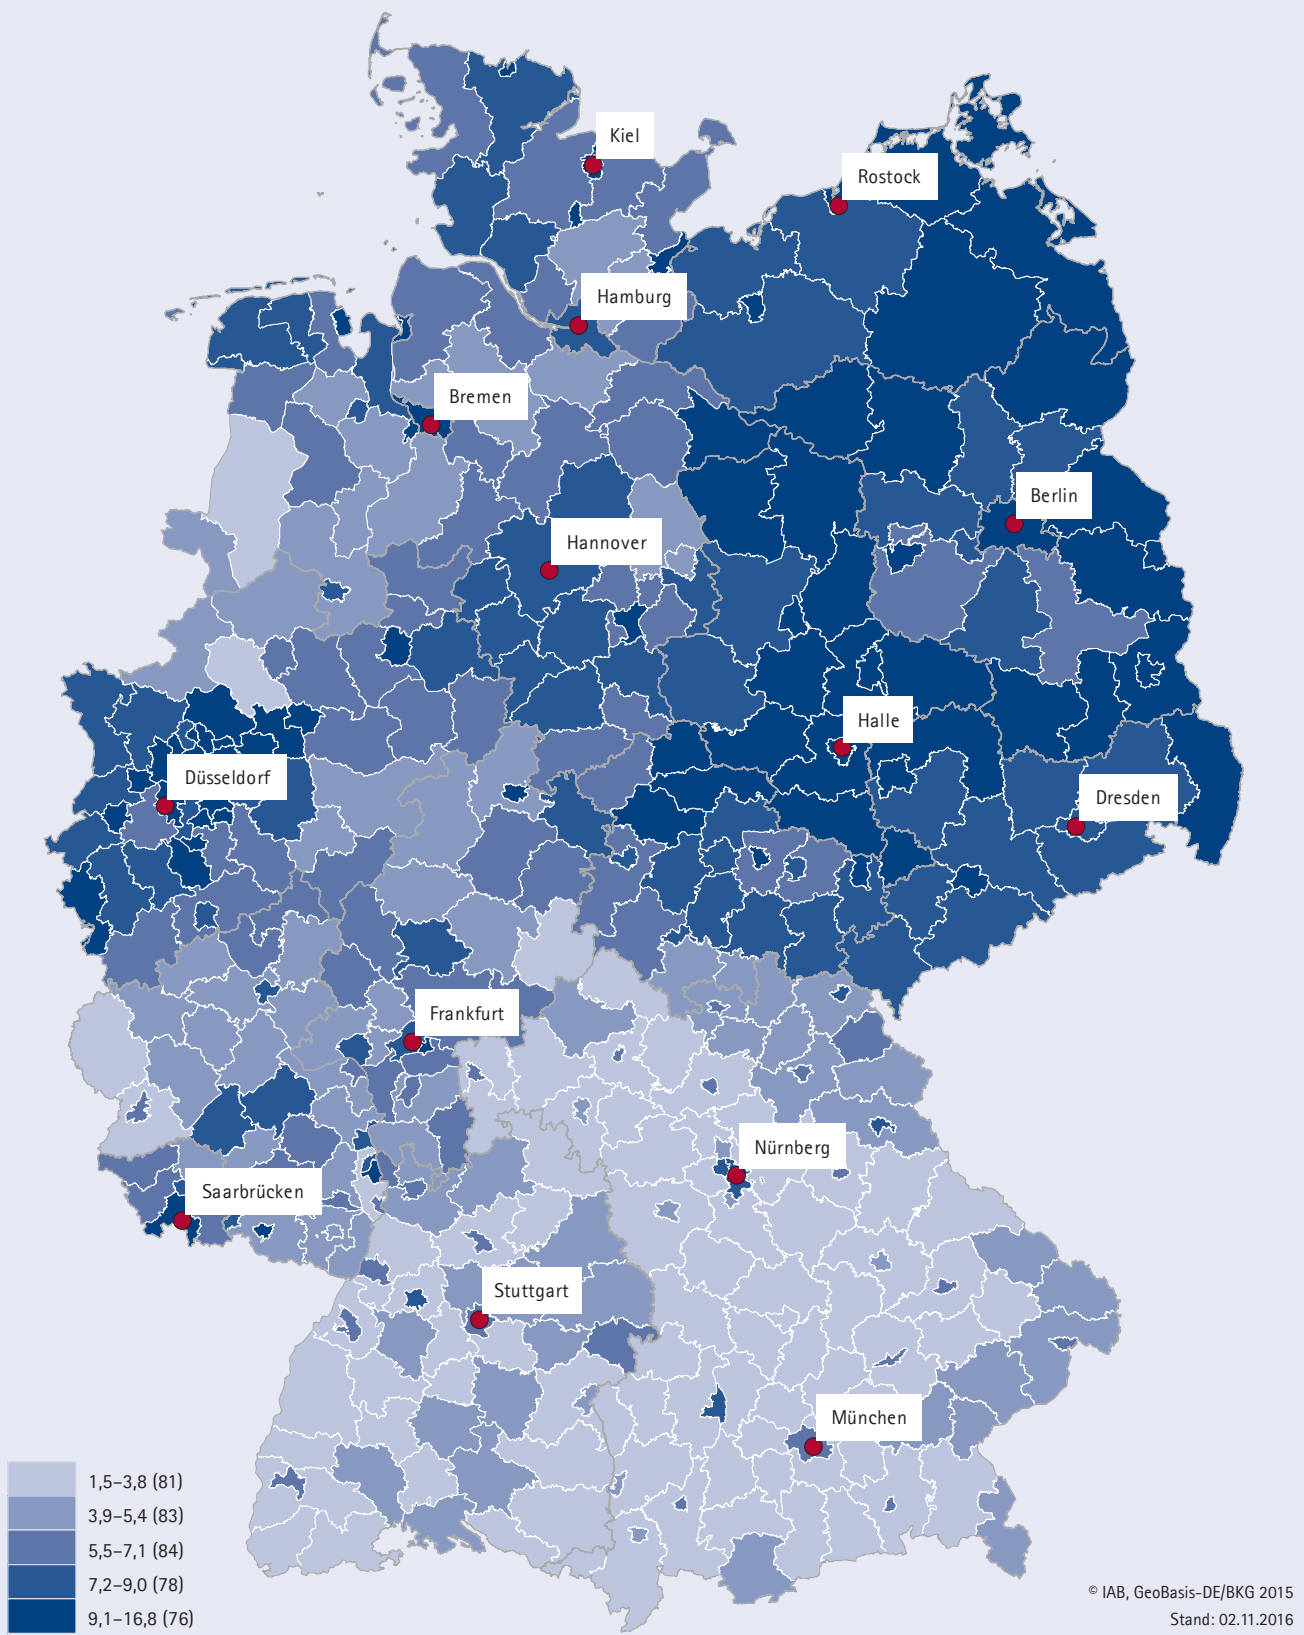 Kiel
Rostock
Hamburg
Bremen
Berlin
Hannover
Halle
Düsseldorf
Dresden
Frankfurt
Nürnberg
Saarbrücken
Stuttgart
München
1,5–3,8 (81)
3,9–5,4 (83)
5,5–7,1 (84)
7,2–9,0 (78)
9,1–16,8 (76)
© IAB, GeoBasis-DE/BKG 2015
Stand: 02.11.2016